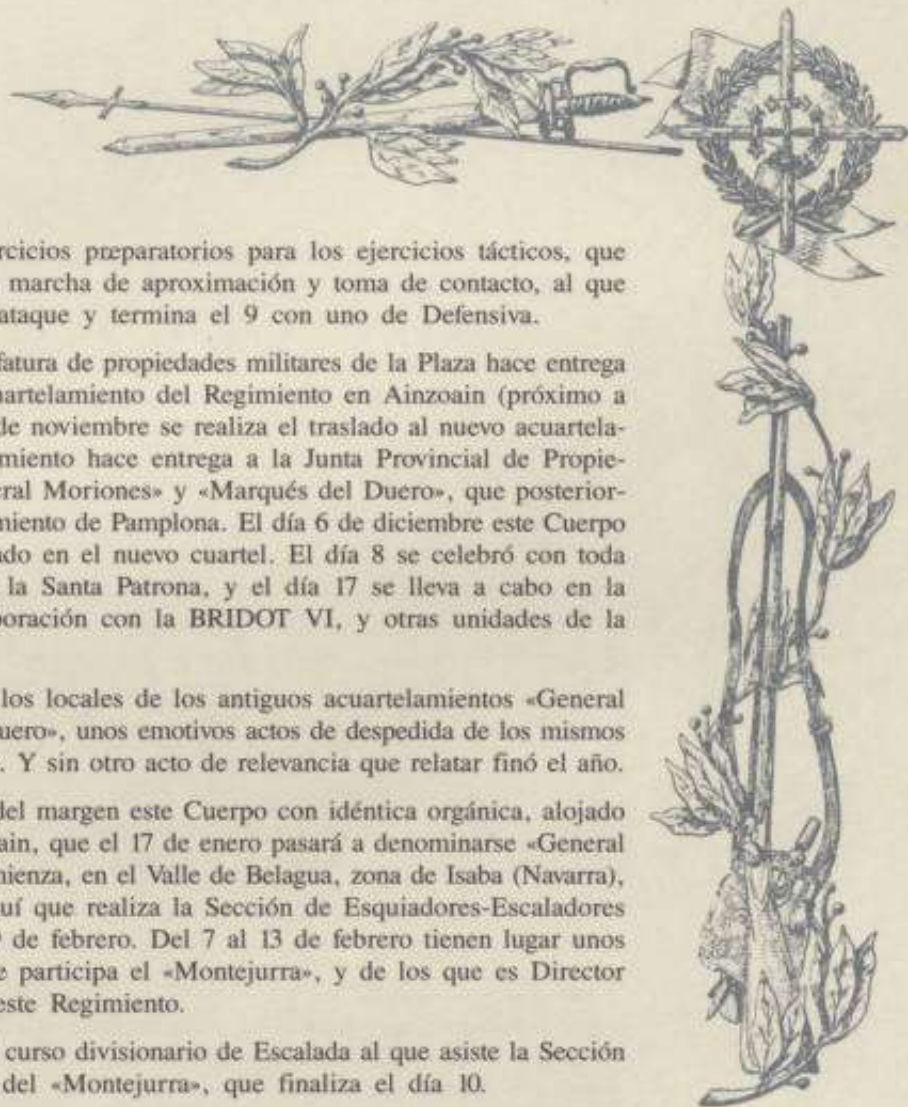 rcicios preparatorios para los ejercicios tácticos, que
marcha de aproximación y toma de contacto, al que
ataque y termina el 9 con uno de Defensiva.
fatura de propiedades militares de la Plaza hace entrega
uartelamiento del Regimiento en Ainzoain (próximo a
de noviembre se realiza el traslado al nuevo acuartela-
miento hace entrega a la Junta Provincial de Propie-
eral Moriones» y «Marqués del Duero», que posterior-
miento de Pamplona. El día 6 de diciembre este Cuerpo
ado en el nuevo cuartel. El día 8 se celebró con toda
la Santa Patrona, y el día 17 se lleva a cabo en la
boración con la BRIDOT VI, y otras unidades de la
los locales de los antiguos acuartelamientos «General
uero», unos emotivos actos de despedida de los mismos
. Y sin otro acto de relevancia que relatar finó el año.
del margen este Cuerpo con idéntica orgánica, alojado
ain, que el 17 de enero pasará a denominarse «General
mienza, en el Valle de Belagua, zona de Isaba (Navarra),
quí que realiza la Sección de Esquiadores-Escaladores
9 de febrero. Del 7 al 13 de febrero tienen lugar unos
e participa el «Montejurra», y de los que es Director
este Regimiento.
curso divisionario de Escalada al que asiste la Sección
del «Montejurra», que finaliza el día 10.